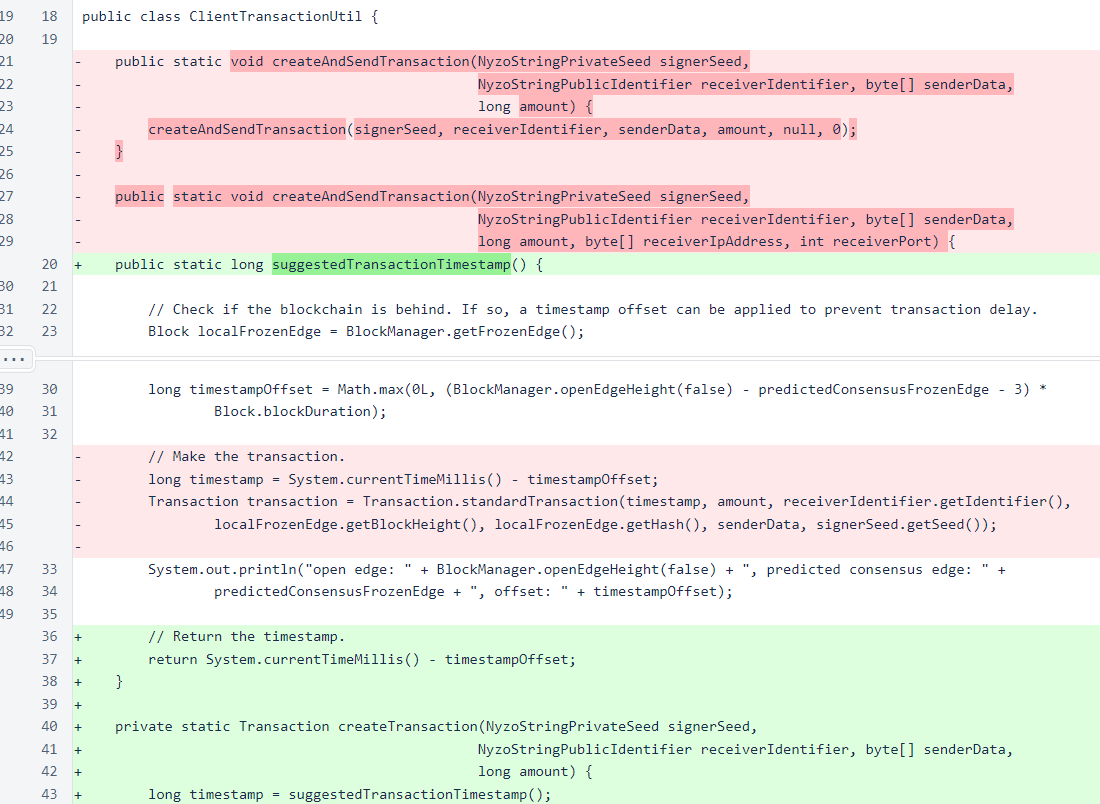 19 18 public class ClientTransactionUtil {
20 19
21 - public static void createAndSendTransaction(NyzoStringPrivateSeed signerSeed,
22 - NyzoStringPublicIdentifier receiverIdentifier, byte[] senderData,
23 - long amount) {
24 - createAndSendTransaction(signerSeed, receiverIdentifier, senderData, amount, null, 0);
25 - }
26 -
27 - public static void createAndSendTransaction(NyzoStringPrivateSeed signerSeed,
28 - NyzoStringPublicIdentifier receiverIdentifier, byte[] senderData,
29 - long amount, byte[] receiverIpAddress, int receiverPort) {
20 + public static long suggestedTransactionTimestamp() {
30 21
31 22 // Check if the blockchain is behind. If so, a timestamp offset can be applied to prevent transaction delay.
32 23 Block localFrozenEdge = BlockManager.getFrozenEdge();
...
39 30 long timestampOffset = Math.max(0L, (BlockManager.openEdgeHeight(false) - predictedConsensusFrozenEdge - 3) *
40 31 Block.blockDuration);
41 32
42 - // Make the transaction.
43 - long timestamp = System.currentTimeMillis() - timestampOffset;
44 - Transaction transaction = Transaction.standardTransaction(timestamp, amount, receiverIdentifier.getIdentifier(),
45 - localFrozenEdge.getBlockHeight(), localFrozenEdge.getHash(), senderData, signerSeed.getSeed());
46 -
47 33 System.out.println("open edge: " + BlockManager.openEdgeHeight(false) + ", predicted consensus edge: " +
48 34 predictedConsensusFrozenEdge + ", offset: " + timestampOffset);
49 35
36 + // Return the timestamp.
37 + return System.currentTimeMillis() - timestampOffset;
38 + }
39 +
40 + private static Transaction createTransaction(NyzoStringPrivateSeed signerSeed,
41 + NyzoStringPublicIdentifier receiverIdentifier, byte[] senderData,
42 + long amount) {
43 + long timestamp = suggestedTransactionTimestamp();